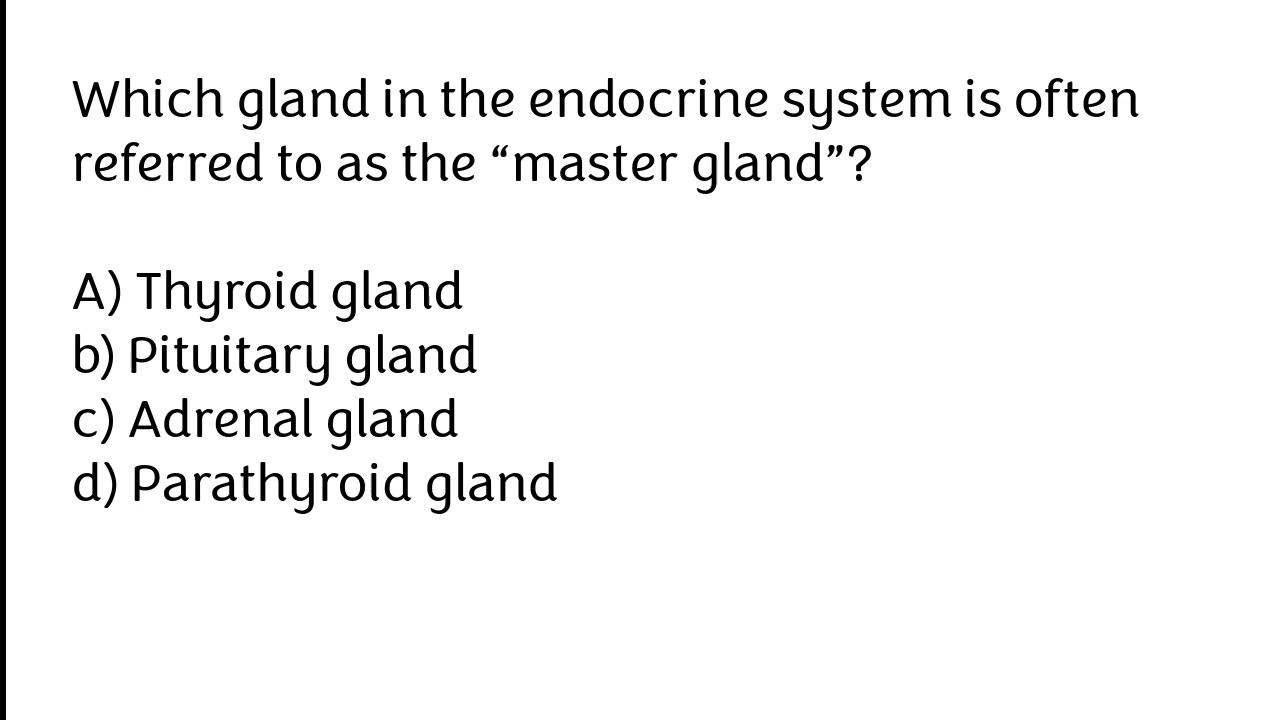 Which gland in the endocrine system is often
referred to as the “master gland”?
A) Thyroid gland
b) Pituitary gland
c) Adrenal gland
d) Parathyroid gland